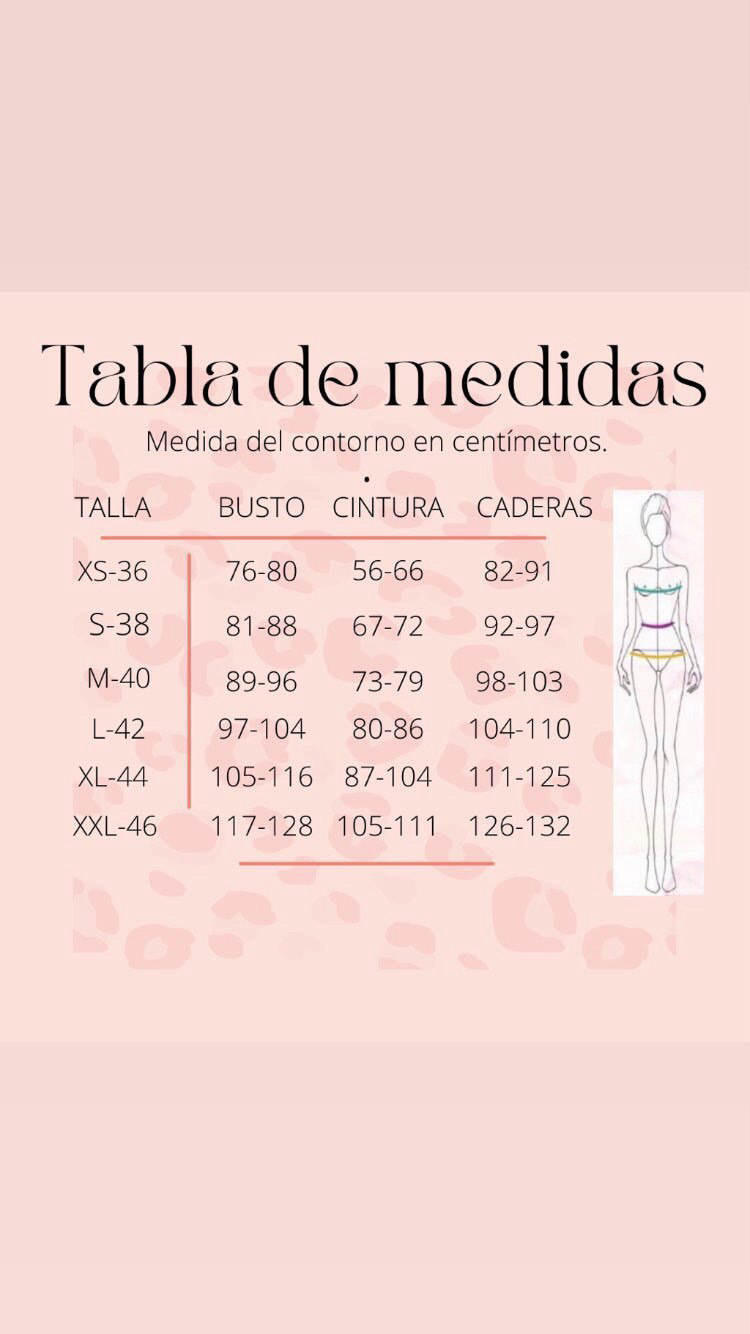 Tabla de medidas
Medida del contorno en centímetros.
.
TALLA BUSTO CINTURA CADERAS
XS-36 76-80 56-66 82-91
S-38 81-88 67-72 92-97
M-40 89-96 73-79 98-103
L-42 97-104 80-86 104-110
XL-44 105-116 87-104 111-125
XXL-46 117-128 105-111 126-132